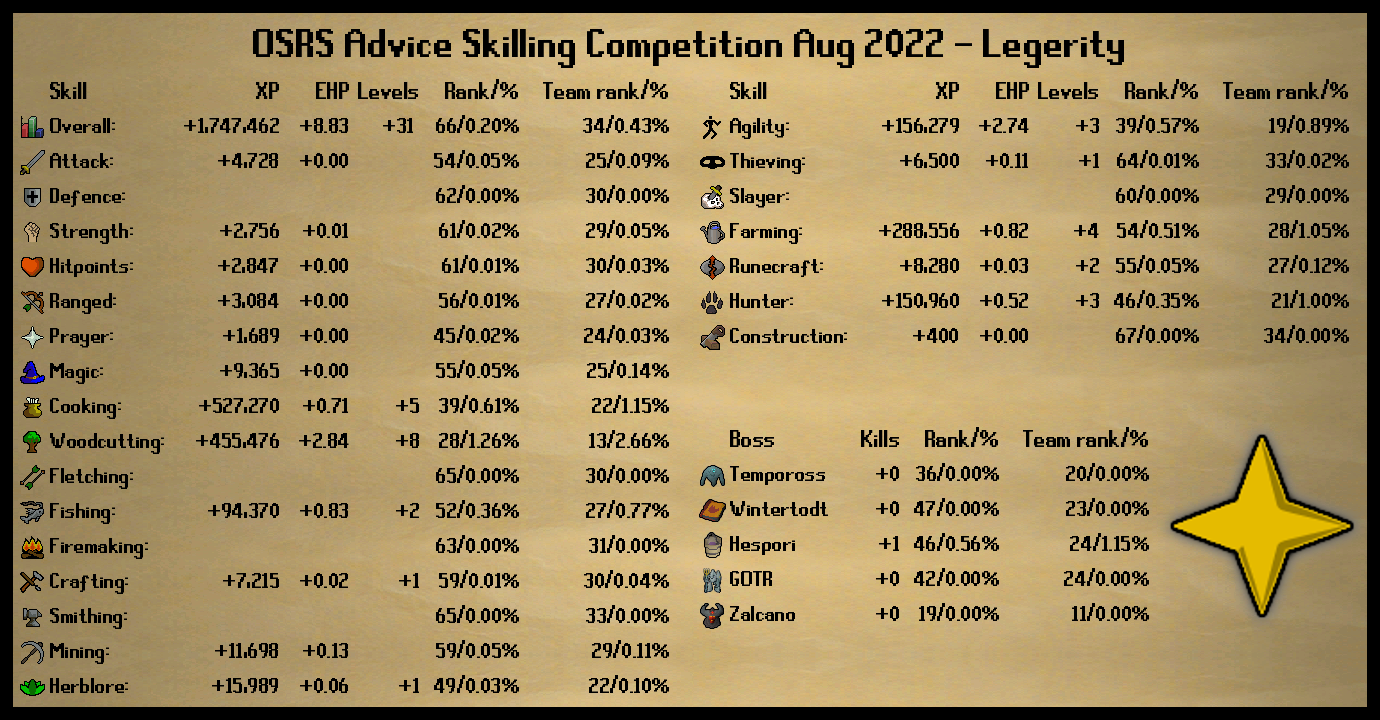 OSRS Advice Skilling Competition Aug 2022 - Legerity
Skill XP EHP Levels Rank/% Team rank/%
Overall: +1,747,462 +8.83 +31 66/0.20% 34/0.43%
Attack: +4,728 +0.00 54/0.05% 25/0.09%
Defence: 62/0.00% 30/0.00%
Strength: +2,756 +0.01 61/0.02% 29/0.05%
Hitpoints: +2,847 +0.00 61/0.01% 30/0.03%
Ranged: +3,084 +0.00 56/0.01% 27/0.02%
Prayer: +1,689 +0.00 45/0.02% 24/0.03%
Magic: +9,365 +0.00 55/0.05% 25/0.14%
Cooking: +527,270 +0.71 +5 39/0.61% 22/1.15%
Woodcutting: +455,476 +2.84 +8 28/1.26% 13/2.66%
Fletching: 65/0.00% 30/0.00%
Fishing: +94,370 +0.83 +2 52/0.36% 27/0.77%
Firemaking: 63/0.00% 31/0.00%
Crafting: +7,215 +0.02 +1 59/0.01% 30/0.04%
Smithing: 65/0.00% 33/0.00%
Mining: +11,698 +0.13 59/0.05% 29/0.11%
Herblore: +15,989 +0.06 +1 49/0.03% 22/0.10%
Skill XP EHP Levels Rank/% Team rank/%
Agility: +156,279 +2.74 +3 39/0.57% 19/0.89%
Thieving: +6,500 +0.11 +1 64/0.01% 33/0.02%
Slayer: 60/0.00% 29/0.00%
Farming: +288,556 +0.82 +4 54/0.51% 28/1.05%
Runecraft: +8,280 +0.03 +2 55/0.05% 27/0.12%
Hunter: +150,960 +0.52 +3 46/0.35% 21/1.00%
Construction: +400 +0.00 67/0.00% 34/0.00%
Boss Kills Rank/% Team rank/%
Tempoross +0 36/0.00% 20/0.00%
Wintertodt +0 47/0.00% 23/0.00%
Hespori +1 46/0.56% 24/1.15%
GOTR +0 42/0.00% 24/0.00%
Zalcano +0 19/0.00% 11/0.00%